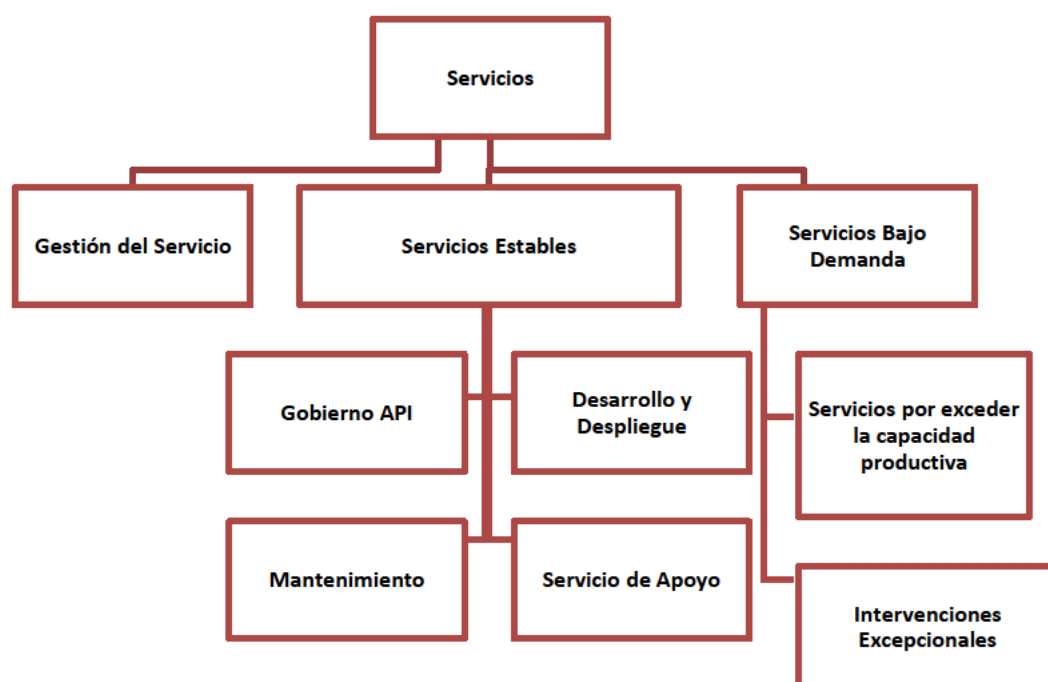 Servicios
Gestión del Servicio
Servicios Estables
Servicios Bajo
Demanda
Gobierno API
Desarrollo y
Despliegue
Servicios por exceder
la capacidad
productiva
Mantenimiento
Servicio de Apoyo
Intervenciones
Excepcionales